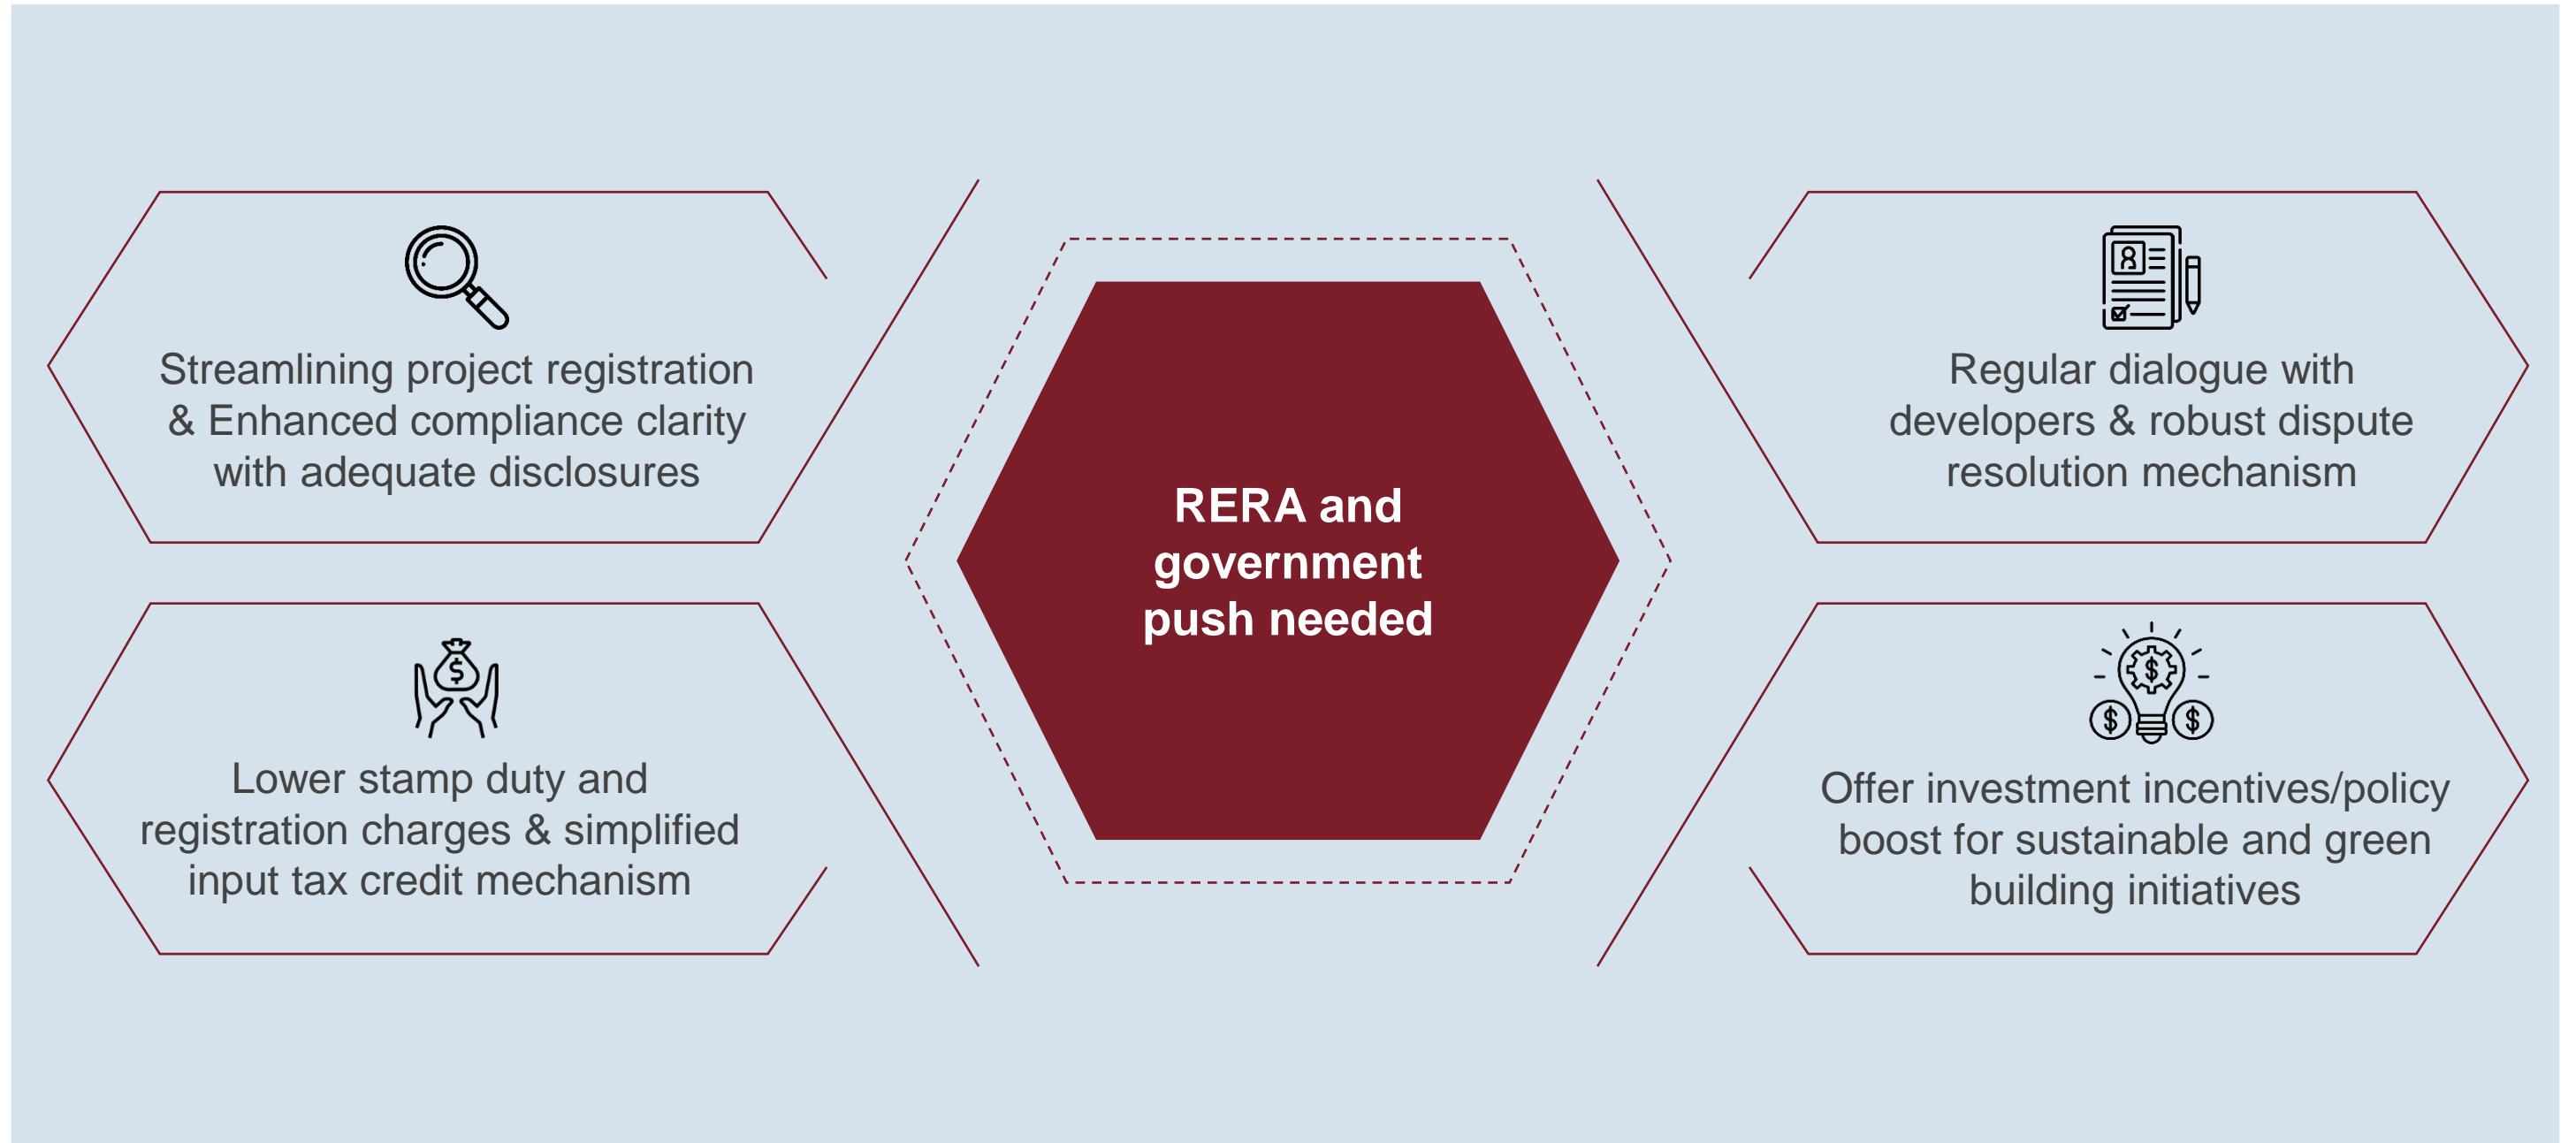 Streamlining project registration
& Enhanced compliance clarity
with adequate disclosures
Lower stamp duty and
registration charges & simplified
input tax credit mechanism
RERA and
government
push needed
Regular dialogue with
developers & robust dispute
resolution mechanism
Offer investment incentives/policy
boost for sustainable and green
building initiatives